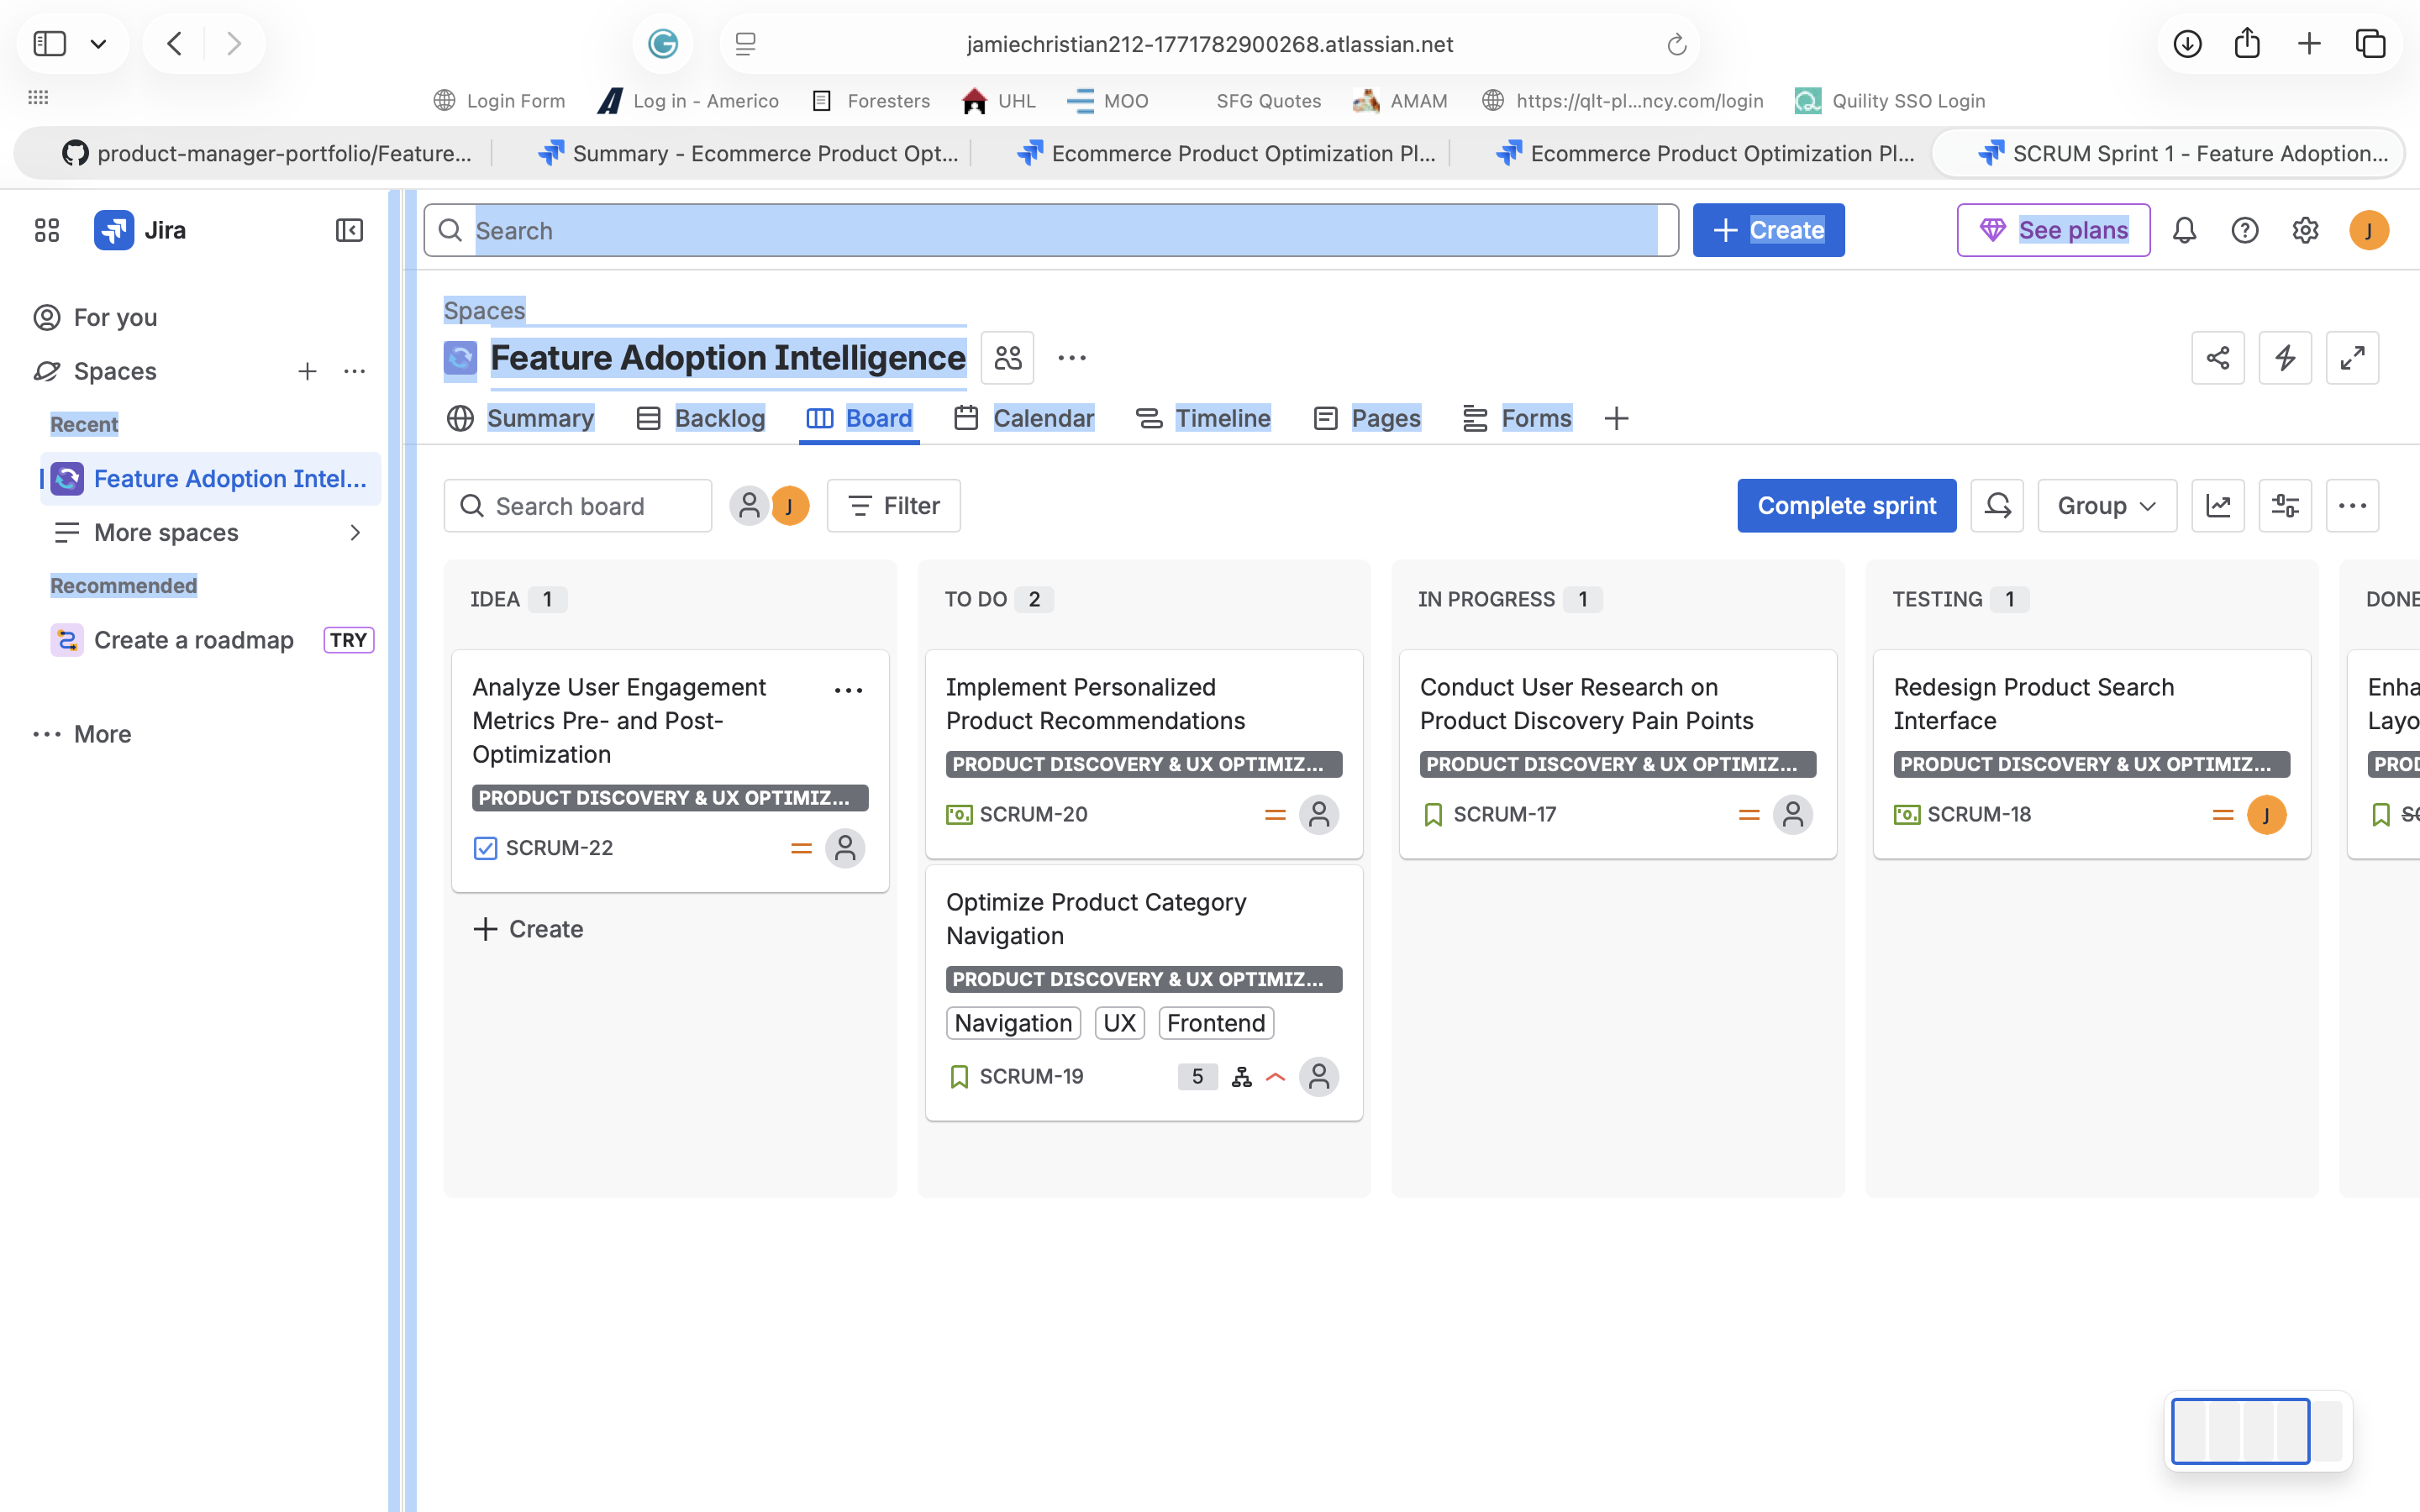 jamiechristian212-1771782900268.atlassian.net
Login Form
Log in - Americo
Foresters
UHL
MOO
SFG Quotes
AMAM
https://qlt-pl...ncy.com/login
Quility SSO Login
product-manager-portfolio/Feature...
Summary - Ecommerce Product Opt...
Ecommerce Product Optimization Pl...
Ecommerce Product Optimization Pl...
SCRUM Sprint 1 - Feature Adoption...
Jira
Search
Create
See plans
J
For you
Spaces
Recent
Feature Adoption Intel...
More spaces
Recommended
Create a roadmap
TRY
More
Spaces
Feature Adoption Intelligence
Summary
Backlog
Board
Calendar
Timeline
Pages
Forms
Search board
J
Filter
Complete sprint
Group
IDEA 1
Analyze User Engagement
Metrics Pre- and Post-
Optimization
PRODUCT DISCOVERY & UX OPTIMIZ...
SCRUM-22
Create
TO DO 2
Implement Personalized
Product Recommendations
PRODUCT DISCOVERY & UX OPTIMIZ...
SCRUM-20
Optimize Product Category
Navigation
PRODUCT DISCOVERY & UX OPTIMIZ...
Navigation
UX
Frontend
SCRUM-19
5
IN PROGRESS 1
Conduct User Research on
Product Discovery Pain Points
PRODUCT DISCOVERY & UX OPTIMIZ...
SCRUM-17
TESTING 1
Redesign Product Search
Interface
PRODUCT DISCOVERY & UX OPTIMIZ...
SCRUM-18
J
DONE
Enha
Layo
PROD
SC